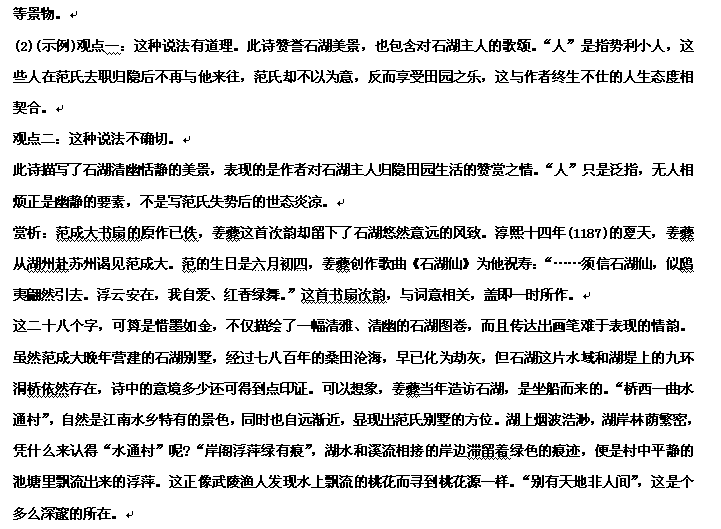 等景物。
(2)(示例)观点一：这种说法有道理。此诗赞誉石湖美景，也包含对石湖主人的歌颂。“人”是指势利小人，这
些人在范氏去职归隐后不再与他来往，范氏却不以为意，反而享受田园之乐，这与作者终生不仕的人生态度相
契合。
观点二：这种说法不确切。
此诗描写了石湖清幽恬静的美景，表现的是作者对石湖主人归隐田园生活的赞赏之情。“人”只是泛指，无人相
烦正是幽静的要素，不是写范氏失势后的世态炎凉。
赏析：范成大书扇的原作已佚，姜夔这首次韵却留下了石湖悠然意远的风致。淳熙十四年(1187)的夏天，姜夔
从湖州赴苏州谒见范成大。范的生日是六月初四，姜夔创作歌曲《石湖仙》为他祝寿：“……须信石湖仙，似鸱
夷翩然引去。浮云安在，我自爱、红香绿舞。”这首书扇次韵，与词意相关，盖即一时所作。
这二十八个字，可算是惜墨如金，不仅描绘了一幅清雅、清幽的石湖图卷，而且传达出画笔难于表现的情韵。
虽然范成大晚年营建的石湖别墅，经过七八百年的桑田沧海，早已化为劫灰，但石湖这片水域和湖堤上的九环
洞桥依然存在，诗中的意境多少还可得到点印证。可以想象，姜夔当年造访石湖，是坐船而来的。“桥西一曲水
通村”，自然是江南水乡特有的景色，同时也自远渐近，显现出范氏别墅的方位。湖上烟波浩渺，湖岸林荫繁密，
凭什么来认得“水通村”呢?“岸阁浮萍绿有痕”，湖水和溪流相接的岸边滞留着绿色的痕迹，便是村中平静的
池塘里飘流出来的浮萍。这正像武陵渔人发现水上飘流的桃花而寻到桃花源一样。“别有天地非人间”，这是个
多么深邃的所在。